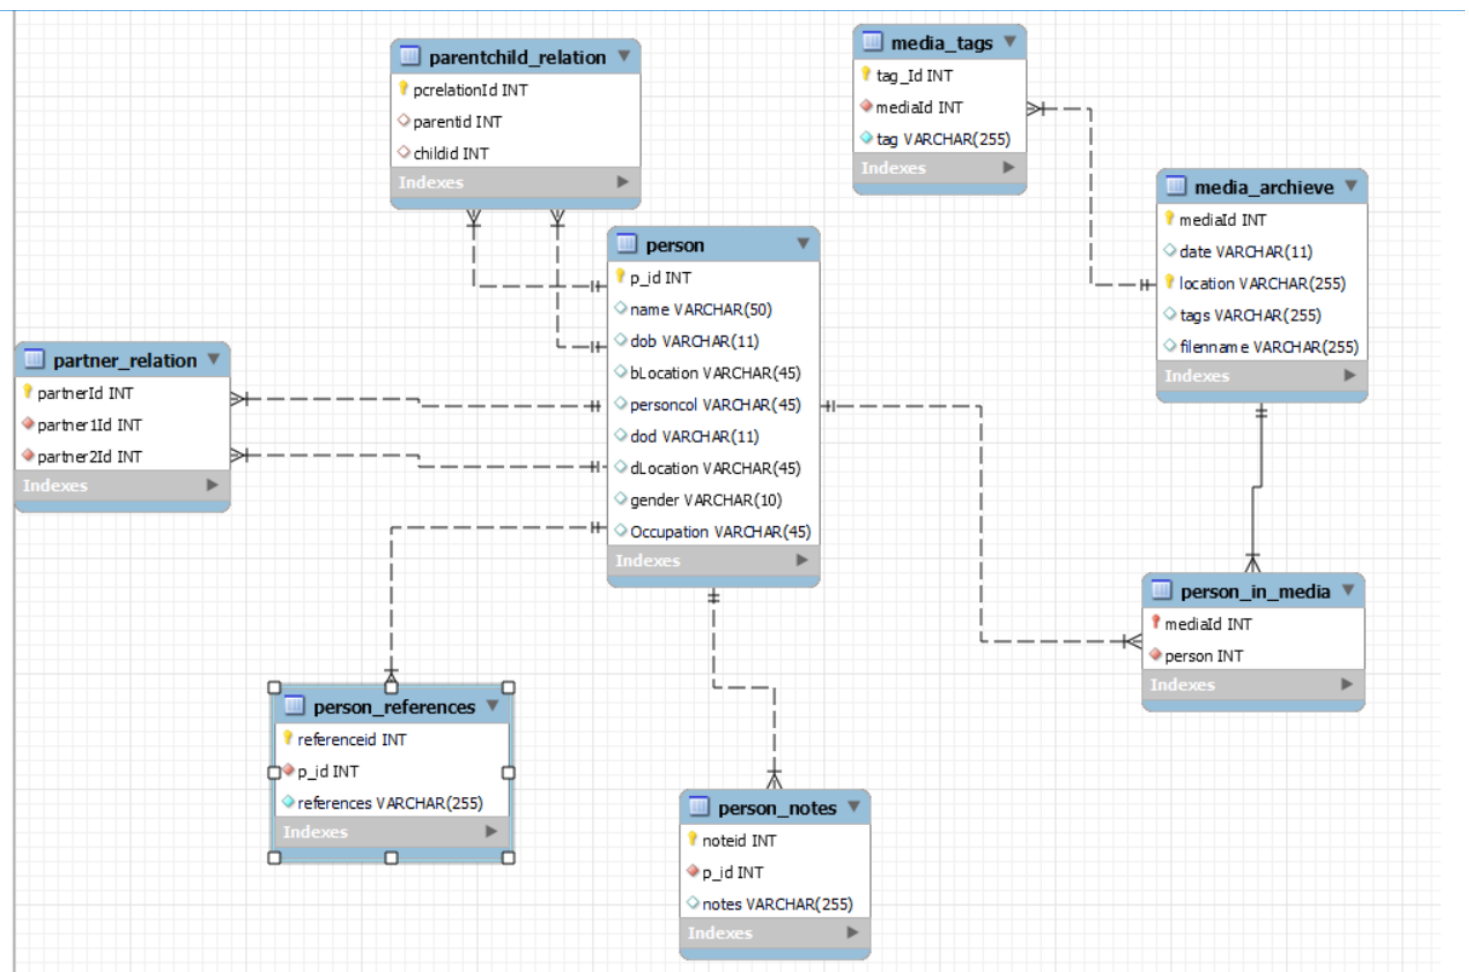 parentchild_relation
pcrelationId INT
parentid INT
childid INT
Indexes
media_tags
tag_Id INT
mediaId INT
tag VARCHAR(255)
Indexes
media_archieve
mediaId INT
date VARCHAR(11)
location VARCHAR(255)
tags VARCHAR(255)
filenname VARCHAR(255)
Indexes
person
p_id INT
name VARCHAR(50)
dob VARCHAR(11)
bLocation VARCHAR(45)
personcol VARCHAR(45)
dod VARCHAR(11)
dLocation VARCHAR(45)
gender VARCHAR(10)
Occupation VARCHAR(45)
Indexes
partner_relation
partnerId INT
partner1Id INT
partner2Id INT
Indexes
person_in_media
mediaId INT
person INT
Indexes
person_references
referenceid INT
p_id INT
references VARCHAR(255)
Indexes
person_notes
noteid INT
p_id INT
notes VARCHAR(255)
Indexes